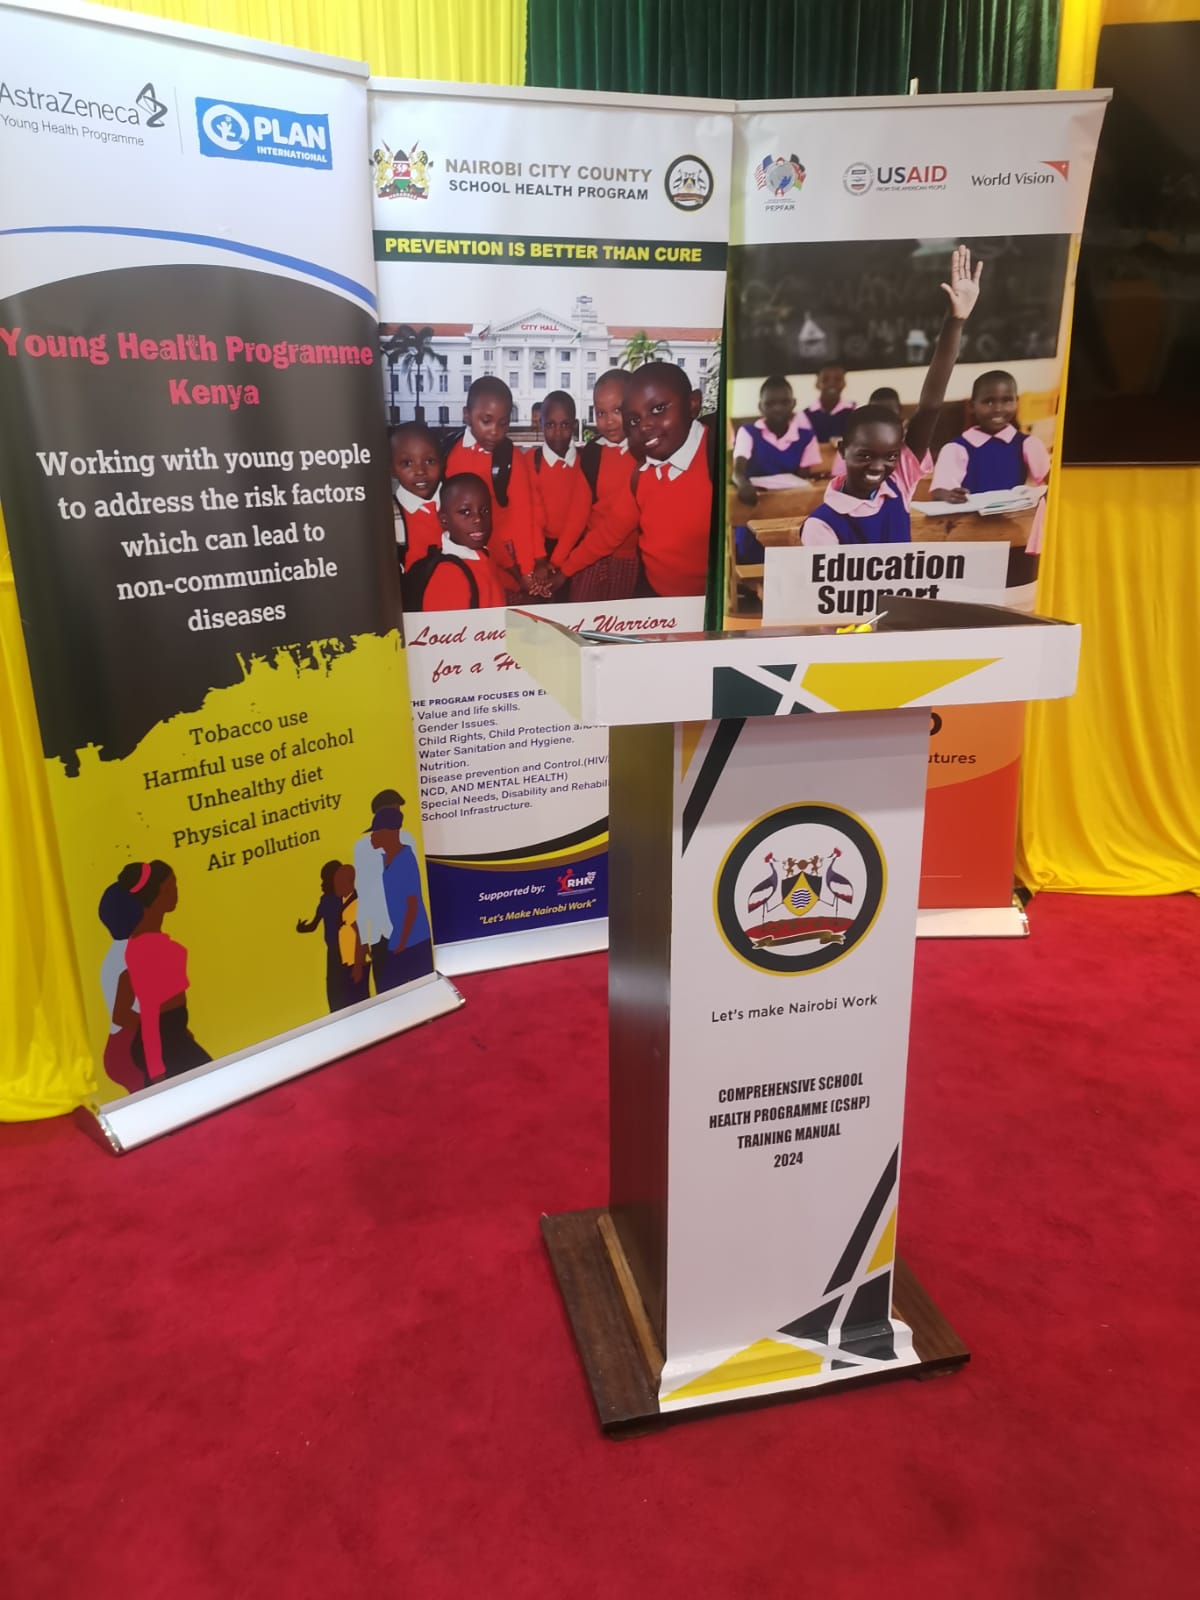 AstraZeneca
Young Health Programme
PLAN
INTERNATIONAL
Young Health Programme
Kenya
Working with young people
to address the risk factors
which can lead to
non-communicable
diseases
Tobacco use
Harmful use of alcohol
Unhealthy diet
Physical inactivity
Air pollution
NAIROBI CITY COUNTY
SCHOOL HEALTH PROGRAM
PREVENTION IS BETTER THAN CURE
CITY HALL
Loud and Warriors
for a
THE PROGRAM FOCUSES ON
Value and life skills.
Gender Issues.
Child Rights, Child Protection
Water Sanitation and Hygiene.
Nutrition.
Disease prevention and Control.(HIV/
NCD, AND MENTAL HEALTH)
Special Needs, Disability and
School Infrastructure.
Supported by;
RHN
"Let's Make Nairobi Work"
PEPFAR
USAID
FROM THE AMERICAN PEOPLE
World Vision
Education
Support
Let's make Nairobi Work
COMPREHENSIVE SCHOOL
HEALTH PROGRAMME (CSHP)
TRAINING MANUAL
2024